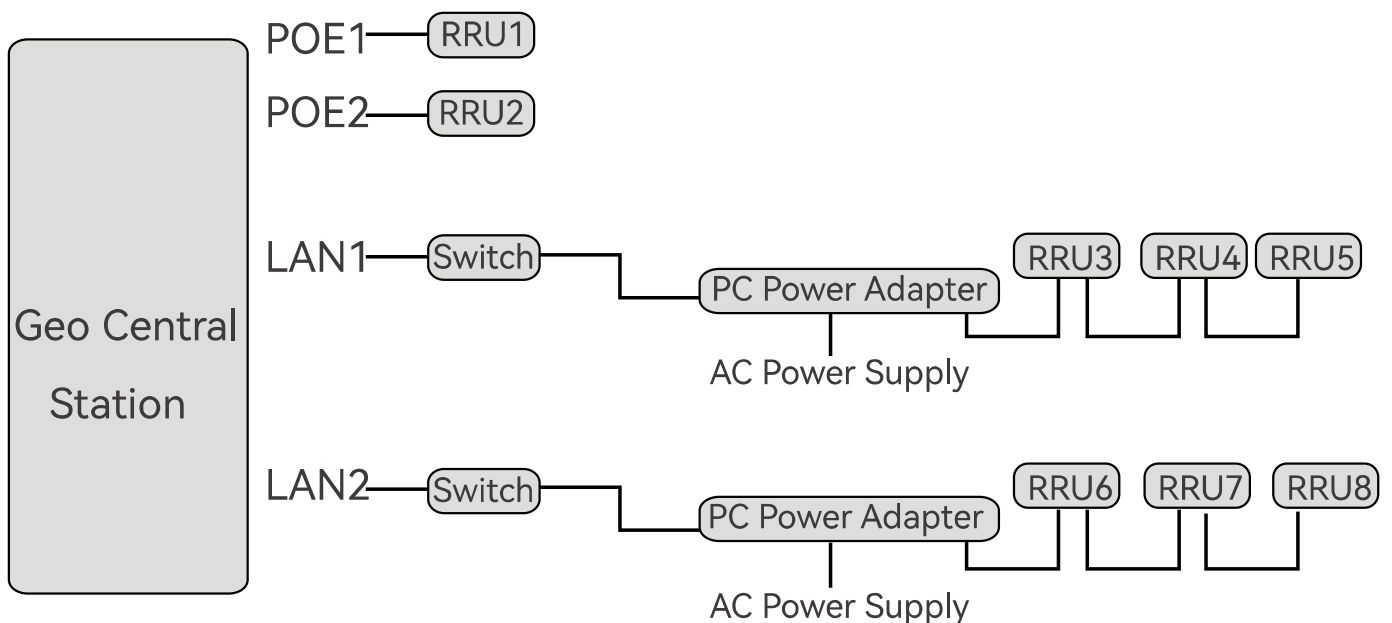 POE1
RRU1
POE2
RRU2
LAN1
Switch
PC Power Adapter
RRU3
RRU4
RRU5
AC Power Supply
Geo Central
Station
LAN2
Switch
PC Power Adapter
RRU6
RRU7
RRU8
AC Power Supply